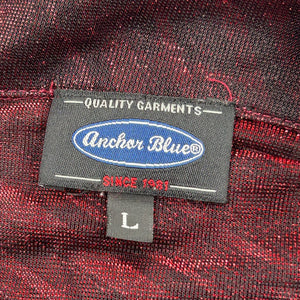 QUALITY GARMENTS
Anchor Blue®
SINCE 1981
L